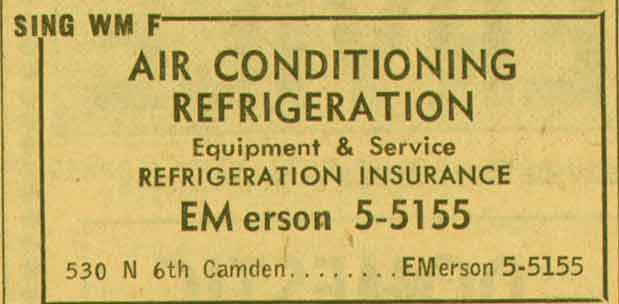 SING WM F
AIR CONDITIONING
REFRIGERATION
Equipment & Service
REFRIGERATION INSURANCE
EMerson 5-5155
530 N 6th Camden........EMerson 5-5155